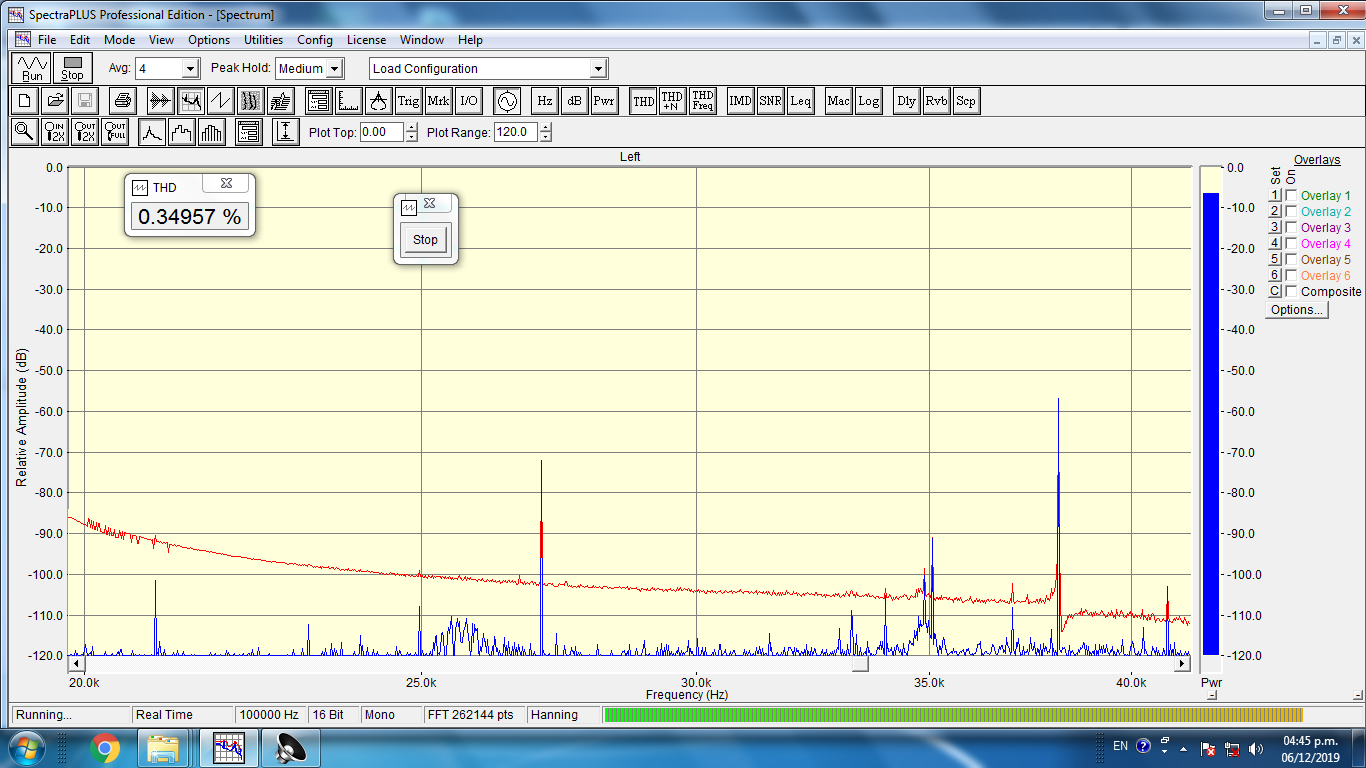 SpectraPLUS Professional Edition - [Spectrum]
File Edit Mode View Options Utilities Config License Window Help
Run Stop Avg: 4 Peak Hold: Medium Load Configuration
Trig Mrk I/O Hz dB Pwr THD THD +N THD Freq IMD SNR Leq Mac Log Dly Rvb Scp
IN 2X OUT 2X OUT FULL Plot Top: 0.00 Plot Range: 120.0
Left
Overlays
Set On
1 Overlay 1
2 Overlay 2
3 Overlay 3
4 Overlay 4
5 Overlay 5
6 Overlay 6
C Composite
Options...
THD
0.34957 %
Stop
Relative Amplitude (dB)
0.0
-10.0
-20.0
-30.0
-40.0
-50.0
-60.0
-70.0
-80.0
-90.0
-100.0
-110.0
-120.0
0.0
-10.0
-20.0
-30.0
-40.0
-50.0
-60.0
-70.0
-80.0
-90.0
-100.0
-110.0
-120.0
20.0k 25.0k 30.0k 35.0k 40.0k Pwr
Frequency (Hz)
Running... Real Time 100000 Hz 16 Bit Mono FFT 262144 pts Hanning
EN 04:45 p.m.
06/12/2019